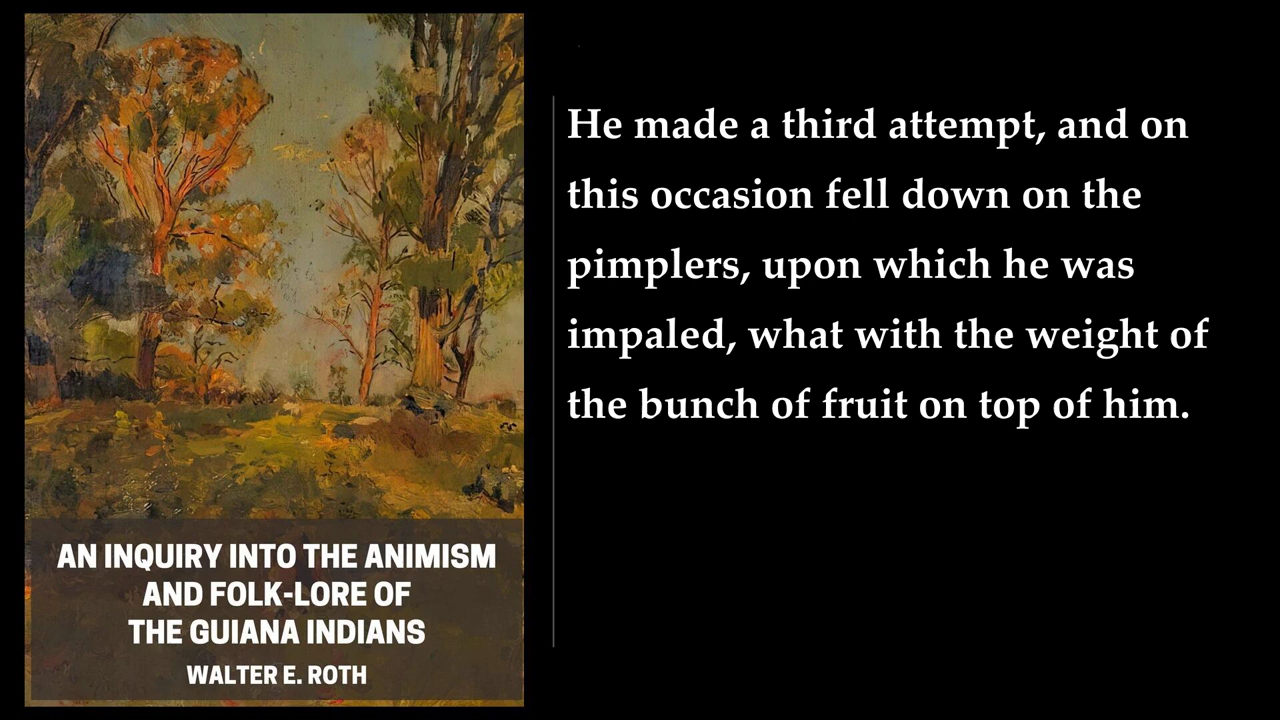 He made a third attempt, and on
this occasion fell down on the
pimplers, upon which he was
impaled, what with the weight of
the bunch of fruit on top of him.
AN INQUIRY INTO THE ANIMISM
AND FOLK-LORE OF
THE GUIANA INDIANS
WALTER E. ROTH